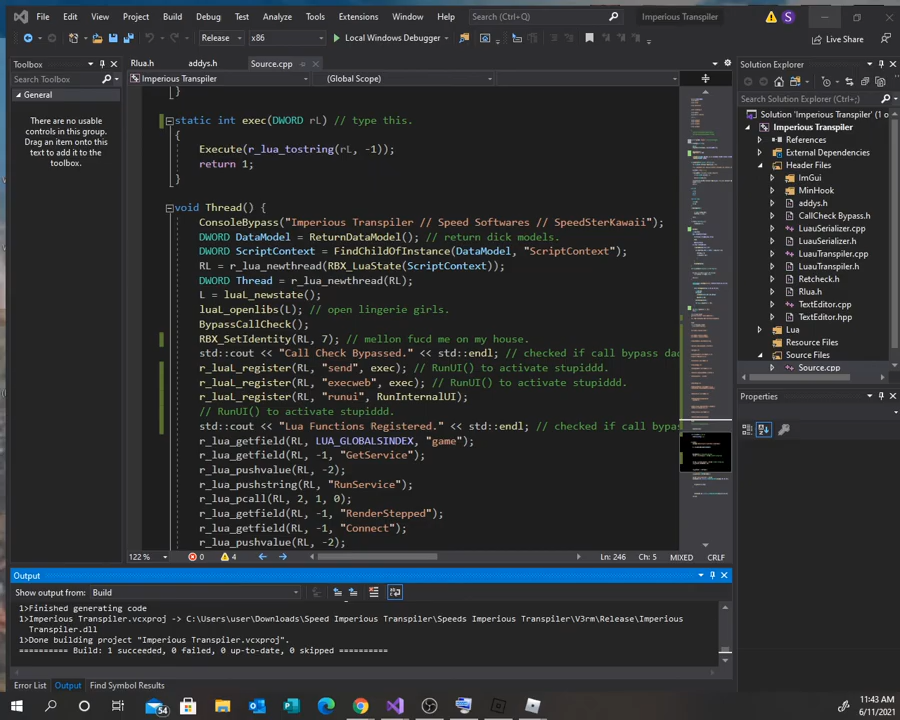 File Edit View Project Build Debug Test Analyze Tools Extensions Window Help Search (Ctrl+Q) Imperious Transpiler S
Release x86 Local Windows Debugger Live Share
Toolbox
Search Toolbox
General
There are no usable
controls in this group.
Drag an item onto this
text to add it to the
toolbox.
Rlua.h addys.h Source.cpp
Imperious Transpiler (Global Scope)
}
static int exec(DWORD rL) // type this.
{
Execute(r_lua_tostring(rL, -1));
return 1;
}
void Thread() {
ConsoleBypass("Imperious Transpiler // Speed Softwares // SpeedSterKawaii");
DWORD DataModel = ReturnDataModel(); // return dick models.
DWORD ScriptContext = FindChildOfInstance(DataModel, "ScriptContext");
RL = r_lua_newthread(RBX_LuaState(ScriptContext));
DWORD Thread = r_lua_newthread(RL);
L = luaL_newstate();
luaL_openlibs(L); // open lingerie girls.
BypassCallCheck();
RBX_SetIdentity(RL, 7); // mellon fucd me on my house.
std::cout << "Call Check Bypassed." << std::endl; // checked if call bypass dad
r_luaL_register(RL, "send", exec); // RunUI() to activate stupiddd.
r_luaL_register(RL, "execweb", exec); // RunUI() to activate stupiddd.
r_luaL_register(RL, "runui", RunInternalUI);
// RunUI() to activate stupiddd.
std::cout << "Lua Functions Registered." << std::endl; // checked if call bypas
r_lua_getfield(RL, LUA_GLOBALSINDEX, "game");
r_lua_getfield(RL, -1, "GetService");
r_lua_pushvalue(RL, -2);
r_lua_pushstring(RL, "RunService");
r_lua_pcall(RL, 2, 1, 0);
r_lua_getfield(RL, -1, "RenderStepped");
r_lua_getfield(RL, -1, "Connect");
r_lua_pushvalue(RL, -2);
122 % 0 4 Ln: 246 Ch: 5 MIXED CRLF
Solution Explorer
Search Solution Explorer (Ctrl+;)
Solution 'Imperious Transpiler' (1 o
Imperious Transpiler
References
External Dependencies
Header Files
ImGui
MinHook
addys.h
CallCheck Bypass.h
LuauSerializer.cpp
LuauSerializer.h
LuauTranspiler.cpp
LuauTranspiler.h
Retcheck.h
Rlua.h
TextEditor.cpp
TextEditor.hpp
Lua
Resource Files
Source Files
Source.cpp
Properties
Output
Show output from: Build
1>Finished generating code
1>Imperious Transpiler.vcxproj -> C:\Users\user\Downloads\Speed Imperious Transpiler\Speeds Imperious Transpiler\V3rm\Release\Imperious
Transpiler.dll
1>Done building project "Imperious Transpiler.vcxproj".
========== Build: 1 succeeded, 0 failed, 0 up-to-date, 0 skipped ==========
Error List Output Find Symbol Results
54
11:43 AM
6/11/2021